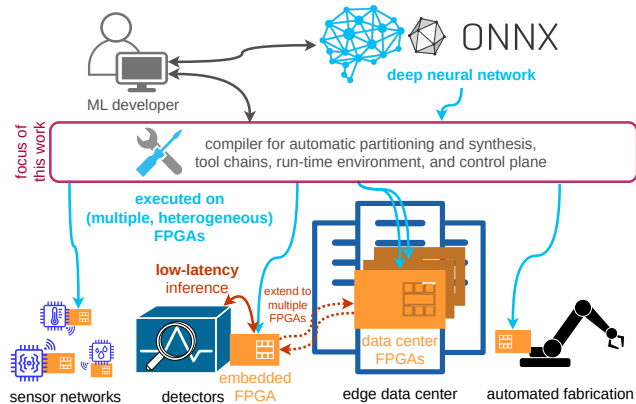 ONNX
ML developer
deep neural network
focus of
this work
compiler for automatic partitioning and synthesis,
tool chains, run-time environment, and control plane
executed on
(multiple, heterogeneous)
FPGAs
low-latency
inference
extend to
multiple
FPGAs
data center
FPGAs
embedded
FPGA
sensor networks
detectors
edge data center
automated fabrication